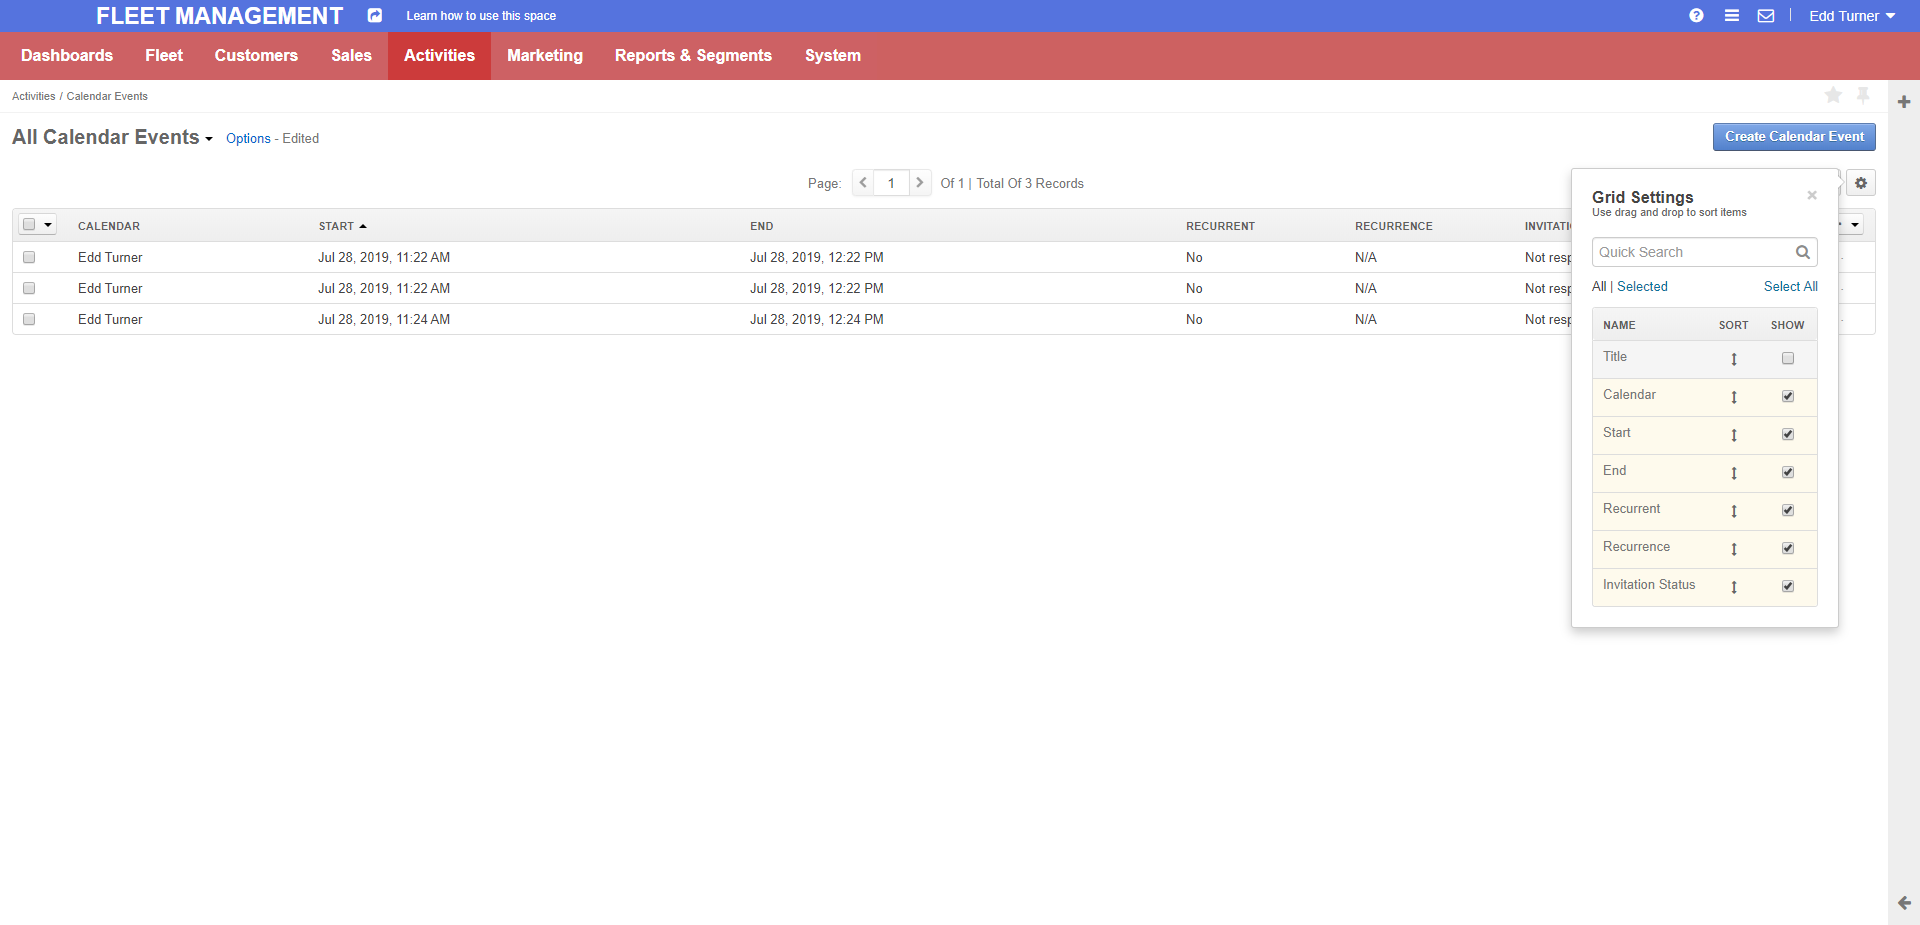 FLEET MANAGEMENT Learn how to use this space Edd Turner
Dashboards Fleet Customers Sales Activities Marketing Reports & Segments System
Activities / Calendar Events
All Calendar Events Options - Edited Create Calendar Event
Page: 1 Of 1 | Total Of 3 Records
CALENDAR START END RECURRENT RECURRENCE INVITATI
Edd Turner Jul 28, 2019, 11:22 AM Jul 28, 2019, 12:22 PM No N/A Not resp
Edd Turner Jul 28, 2019, 11:22 AM Jul 28, 2019, 12:22 PM No N/A Not resp
Edd Turner Jul 28, 2019, 11:24 AM Jul 28, 2019, 12:24 PM No N/A Not resp
Grid Settings
Use drag and drop to sort items
Quick Search
All | Selected Select All
NAME SORT SHOW
Title
Calendar
Start
End
Recurrent
Recurrence
Invitation Status